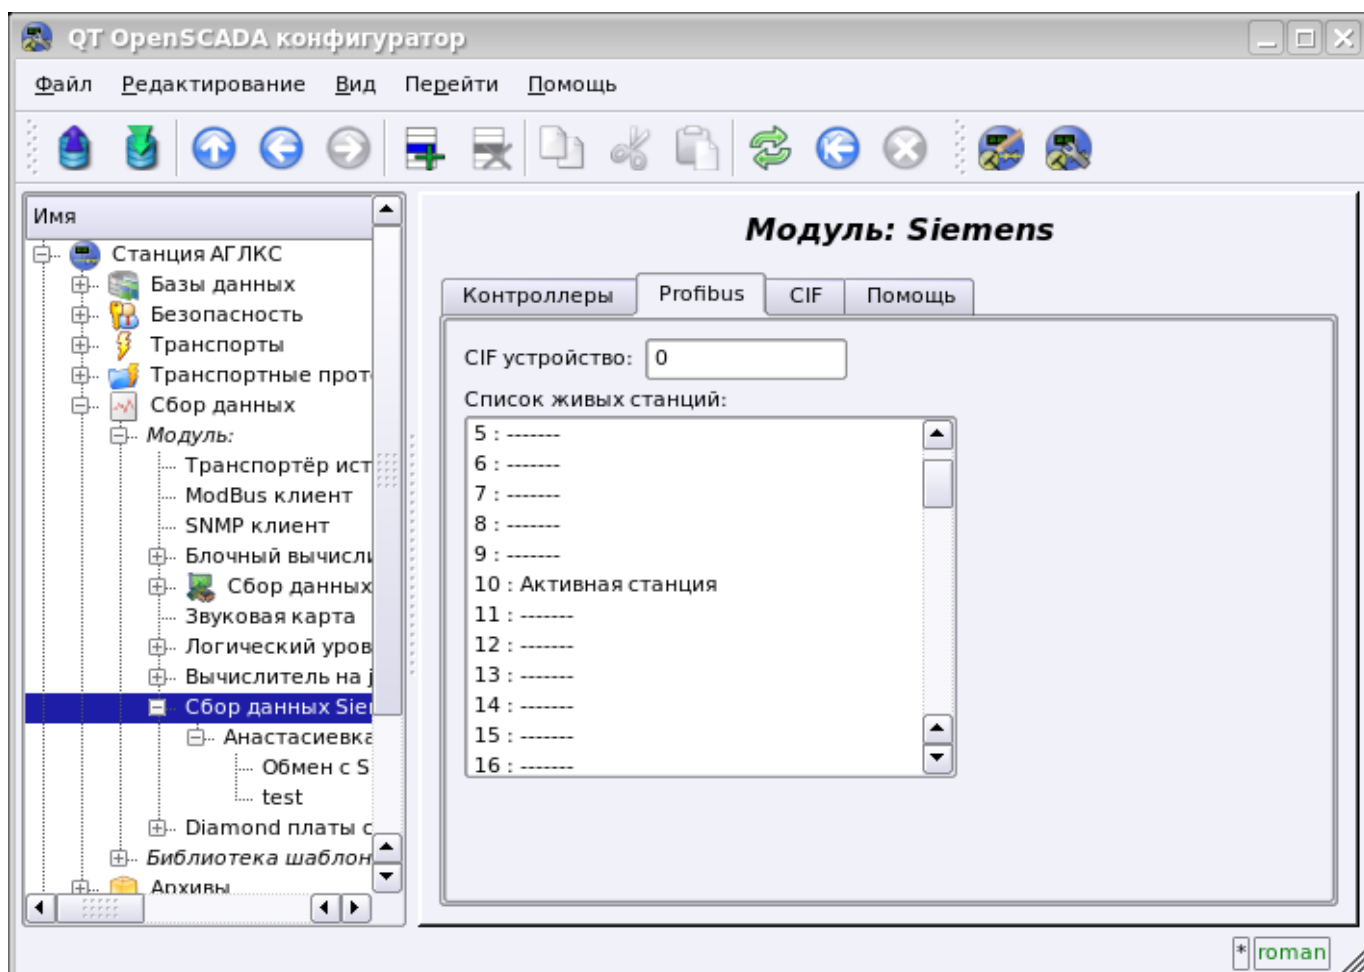 QT OpenSCADA конфигуратор
Файл Редактирование Вид Перейти Помощь
Имя
Станция АГЛКС
Базы данных
Безопасность
Транспорты
Транспортные прот
Сбор данных
Модуль:
Транспортёр ист
ModBus клиент
SNMP клиент
Блочный вычисли
Сбор данных
Звуковая карта
Логический уров
Вычислитель на j
Сбор данных Sie
Анастасиевка
Обмен с S
test
Diamond платы с
Библиотека шаблон
Архивы
Модуль: Siemens
Контроллеры Profibus CIF Помощь
CIF устройство: 0
Список живых станций:
5 : -------
6 : -------
7 : -------
8 : -------
9 : -------
10 : Активная станция
11 : -------
12 : -------
13 : -------
14 : -------
15 : -------
16 : -------
* roman